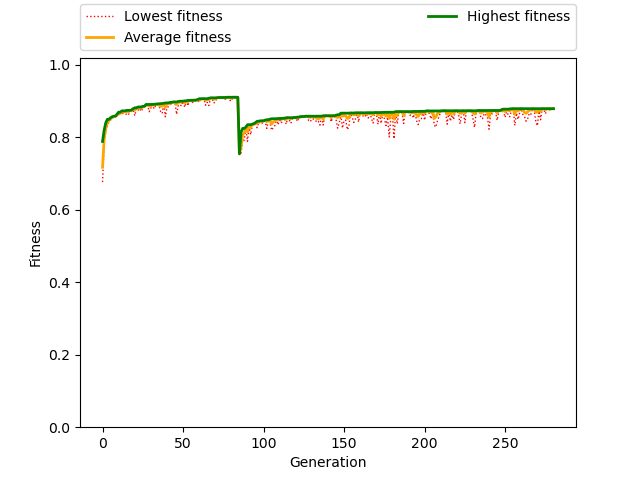 Lowest fitness
Average fitness
Highest fitness
1.0
0.8
0.6
0.4
0.2
0.0
Fitness
0 50 100 150 200 250
Generation